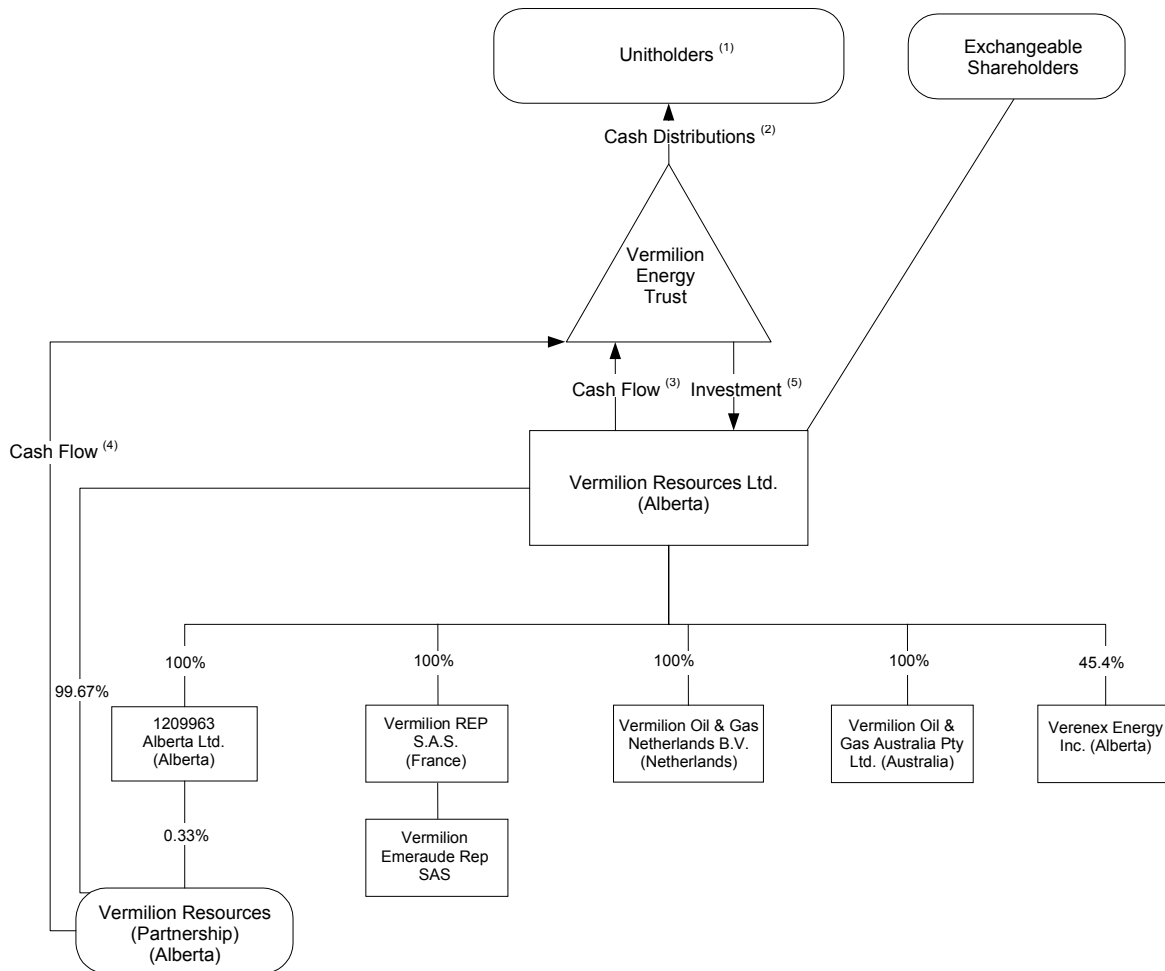 Unitholders (1)
Exchangeable
Shareholders
Cash Distributions (2)
Vermilion
Energy
Trust
Cash Flow (3)
Investment (5)
Cash Flow (4)
Vermilion Resources Ltd.
(Alberta)
99.67%
100%
100%
100%
100%
45.4%
1209963
Alberta Ltd.
(Alberta)
Vermilion REP
S.A.S.
(France)
Vermilion Oil & Gas
Netherlands B.V.
(Netherlands)
Vermilion Oil &
Gas Australia Pty
Ltd. (Australia)
Verenex Energy
Inc. (Alberta)
0.33%
Vermilion
Emeraude Rep
SAS
Vermilion Resources
(Partnership)
(Alberta)